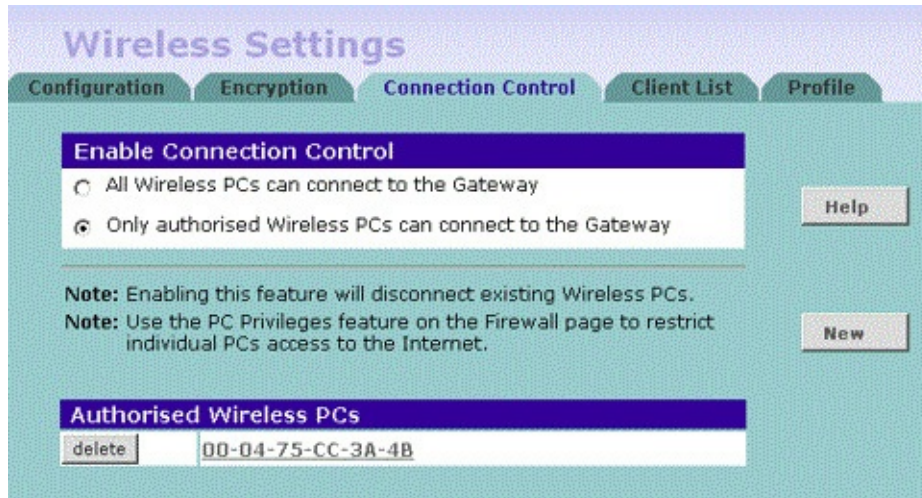 Wireless Settings
Configuration Encryption Connection Control Client List Profile
Enable Connection Control
All Wireless PCs can connect to the Gateway
Only authorised Wireless PCs can connect to the Gateway
Help
Note: Enabling this feature will disconnect existing Wireless PCs.
Note: Use the PC Privileges feature on the Firewall page to restrict
individual PCs access to the Internet.
New
Authorised Wireless PCs
delete 00-04-75-CC-3A-4B